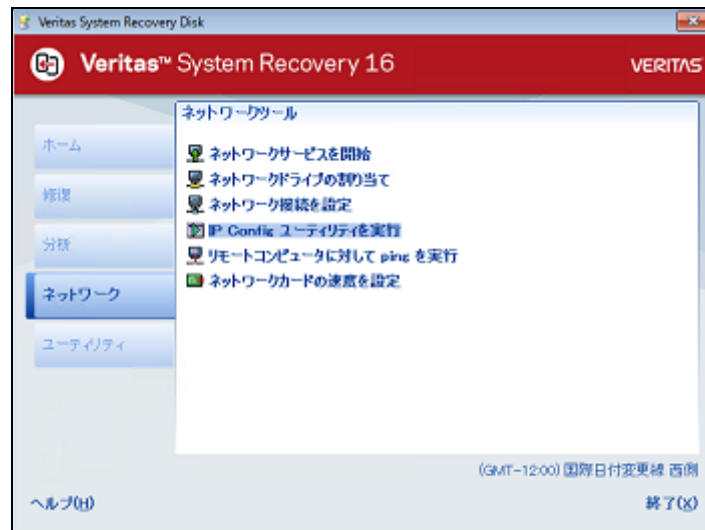 Veritas System Recovery Disk
Veritas™ System Recovery 16
VERITAS
ネットワークツール
ホーム
修復
分析
ネットワーク
ユーティリティ
ネットワークサービスを開始
ネットワークドライブの割り当て
ネットワーク接続を設定
IP Config ユーティリティを実行
リモートコンピュータに対して ping を実行
ネットワークカードの速度を設定
(GMT-12:00) 国際日付変更線 西側
ヘルプ(H)
終了(X)